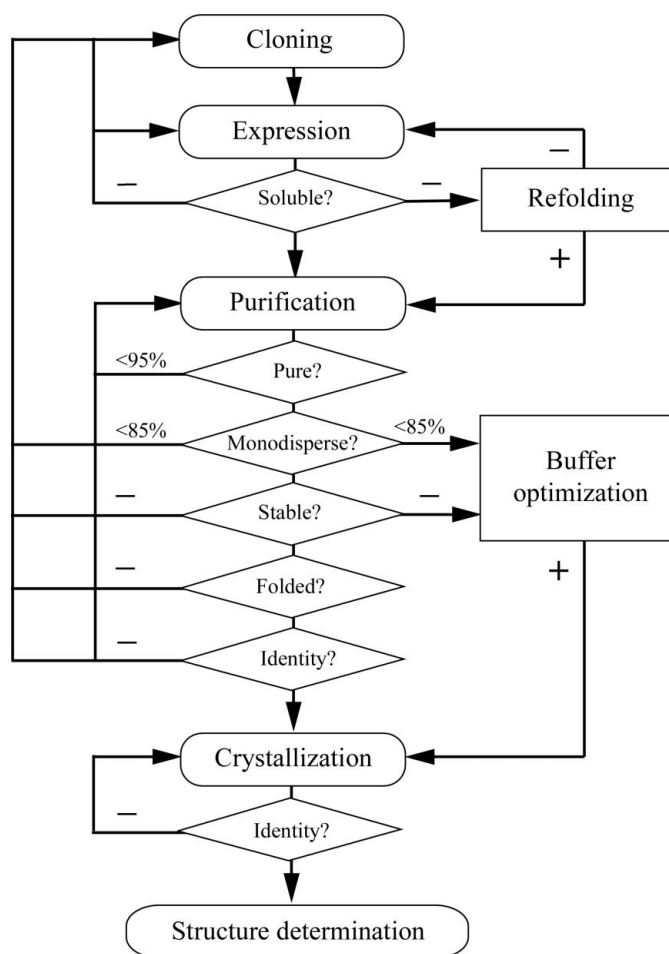 Cloning
Expression
−
Soluble?
−
−
Refolding
+
Purification
<95%
Pure?
<85%
Monodisperse?
<85%
Buffer
optimization
−
Stable?
−
+
−
Folded?
−
Identity?
Crystallization
−
Identity?
Structure determination